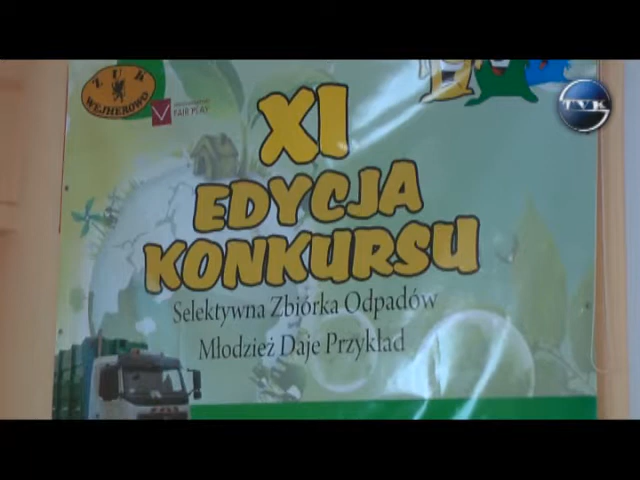 ZUK
WEJHEROWO
FAIR PLAY
TVK
XI
EDYCJA
KONKURSU
Selektywna Zbiórka Odpadów
Młodzież Daje Przykład